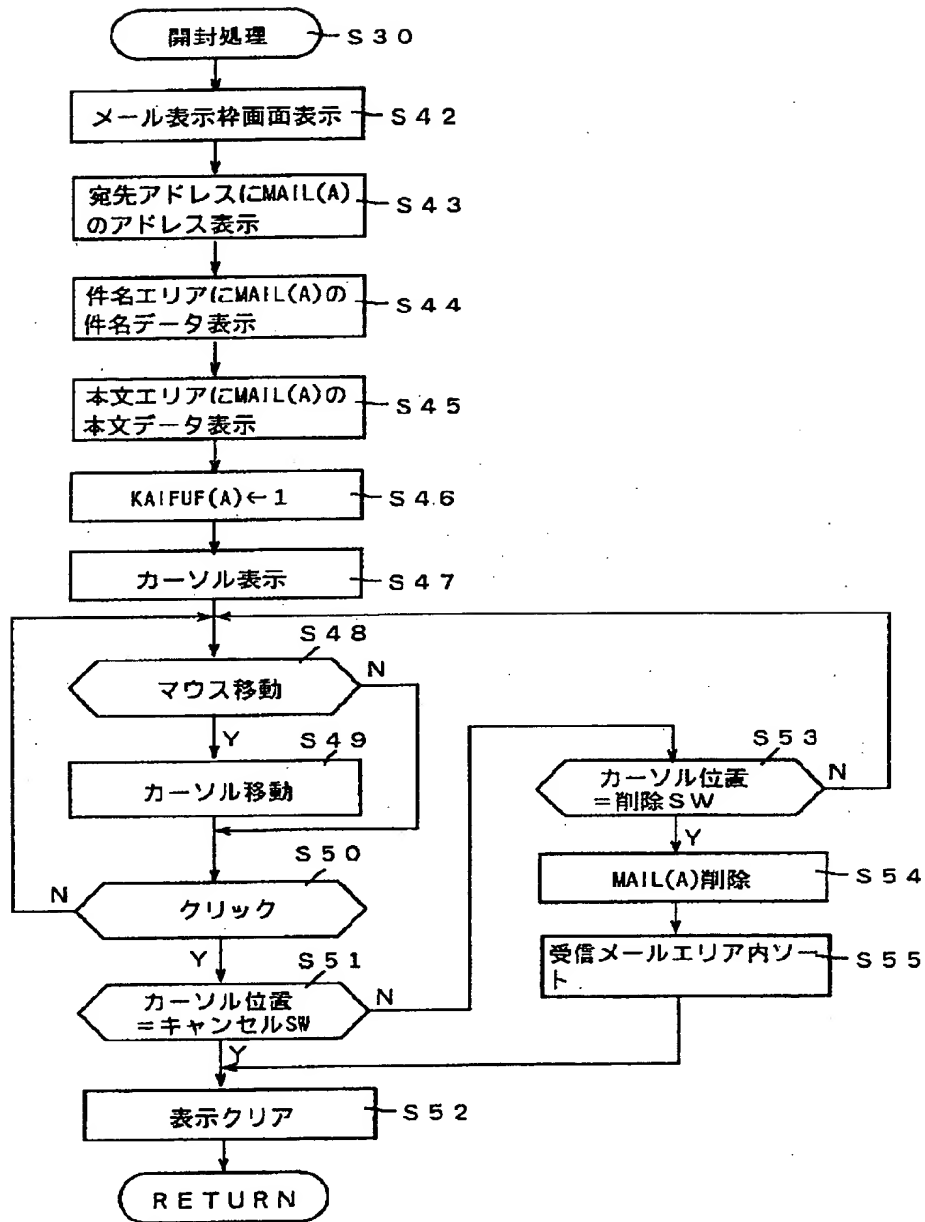 開封処理
S30
メール表示枠画面表示
S42
宛先アドレスにMAIL(A)
のアドレス表示
S43
件名エリアにMAIL(A)の
件名データ表示
S44
本文エリアにMAIL(A)の
本文データ表示
S45
KAIFUF(A)←1
S46
カーソル表示
S47
S48
マウス移動
N
Y
S49
カーソル移動
S50
クリック
N
Y
S51
カーソル位置
=キャンセルSW
N
Y
S53
カーソル位置
=削除SW
N
Y
MAIL(A)削除
S54
受信メールエリア内ソー
ト
S55
表示クリア
S52
RETURN